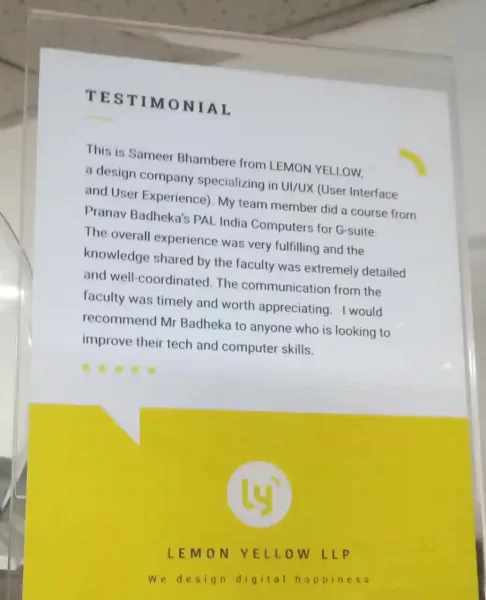 TESTIMONIAL
This is Sameer Bhambere from LEMON YELLOW,
a design company specializing in UI/UX (User Interface
and User Experience). My team member did a course from
Pranav Badheka's PAL India Computers for G-suite
The overall experience was very fulfilling and the
knowledge shared by the faculty was extremely detailed
and well-coordinated. The communication from the
faculty was timely and worth appreciating. I would
recommend Mr Badheka to anyone who is looking to
improve their tech and computer skills.
ly
LEMON YELLOW LLP
We design digital happiness